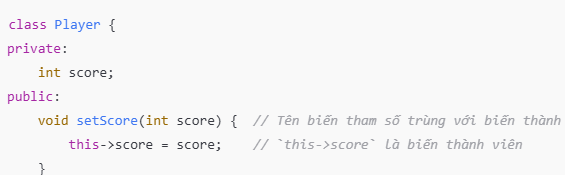 class Player {
private:
    int score;
public:
    void setScore(int score) {  // Tên biến tham số trùng với biến thành
        this->score = score;    // `this->score` là biến thành viên
    }